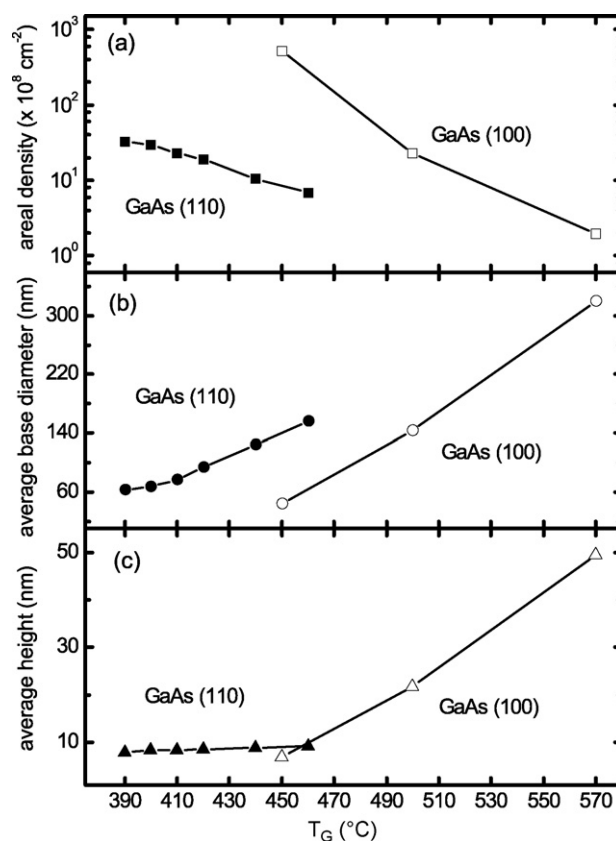 (a)
areal density (x 10⁸ cm⁻²)
10³
10²
10¹
10⁰
GaAs (100)
GaAs (110)
(b)
average base diameter (nm)
300
220
140
60
GaAs (110)
GaAs (100)
(c)
average height (nm)
50
30
10
GaAs (110)
GaAs (100)
390 410 430 450 470 490 510 530 550 570
T_G (°C)